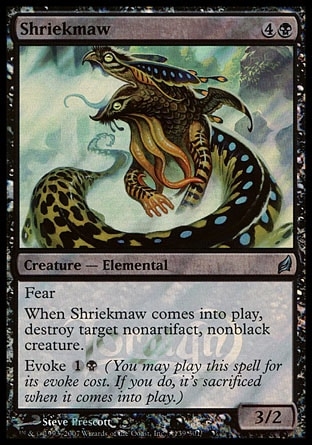 Shriekmaw 4
Creature — Elemental
Fear
When Shriekmaw comes into play,
destroy target nonartifact, nonblack
creature.
Evoke 1 (You may play this spell for
its evoke cost. If you do, it's sacrificed
when it comes into play.)
Steve Prescott
3/2